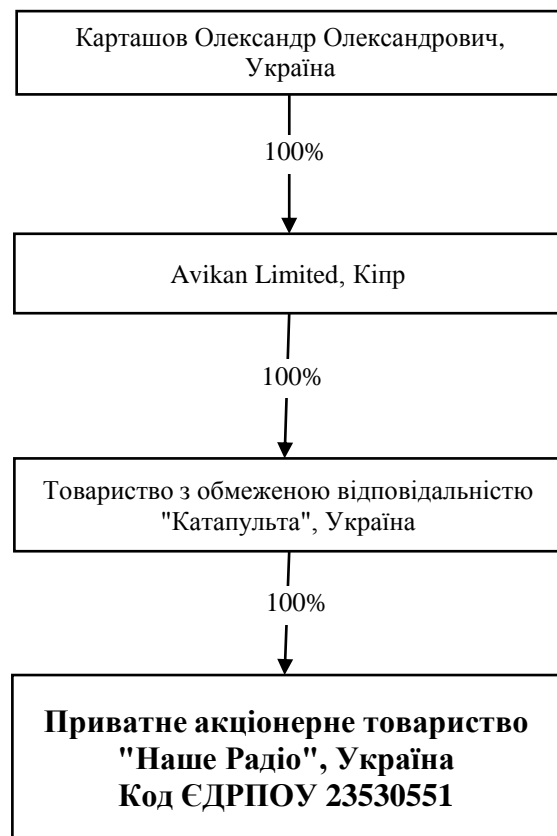 Карташов Олександр Олександрович,
Україна
100%
Avikan Limited, Кіпр
100%
Товариство з обмеженою відповідальністю
"Катапульта", Україна
100%
Приватне акціонерне товариство
"Наше Радіо", Україна
Код ЄДРПОУ 23530551